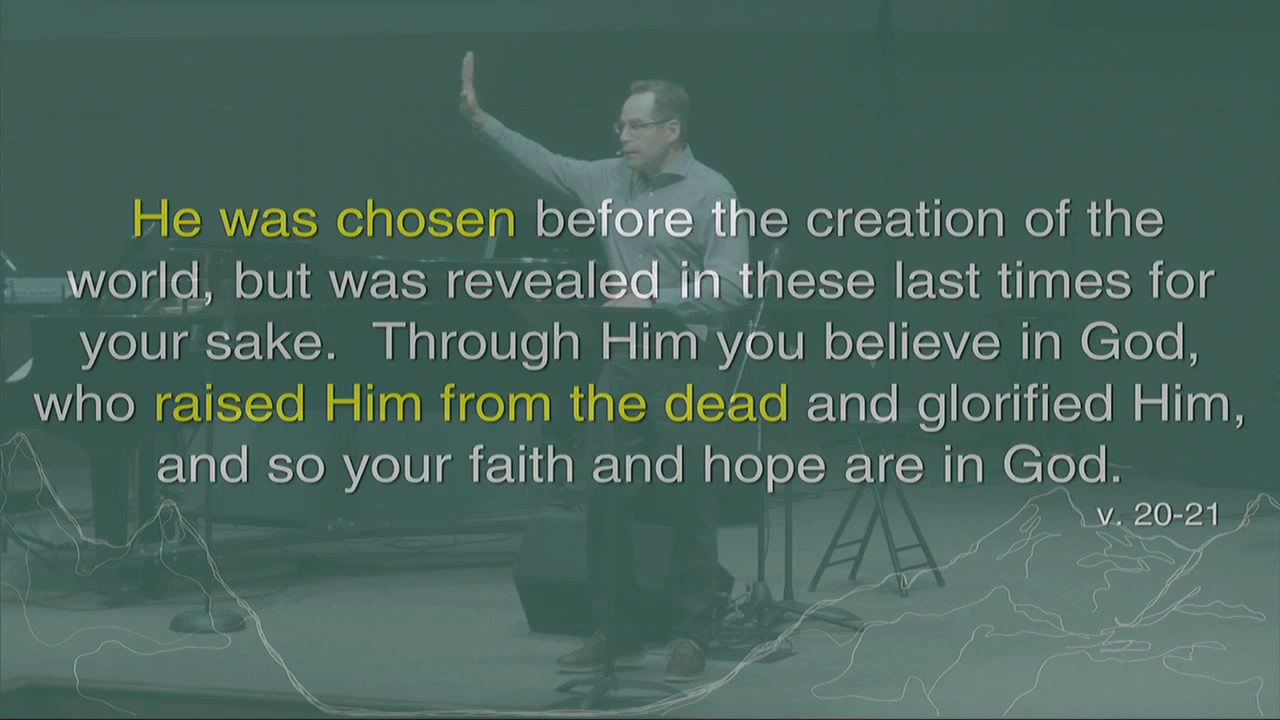 He was chosen before the creation of the
world, but was revealed in these last times for
your sake.  Through Him you believe in God,
who raised Him from the dead and glorified Him,
and so your faith and hope are in God.
v. 20-21